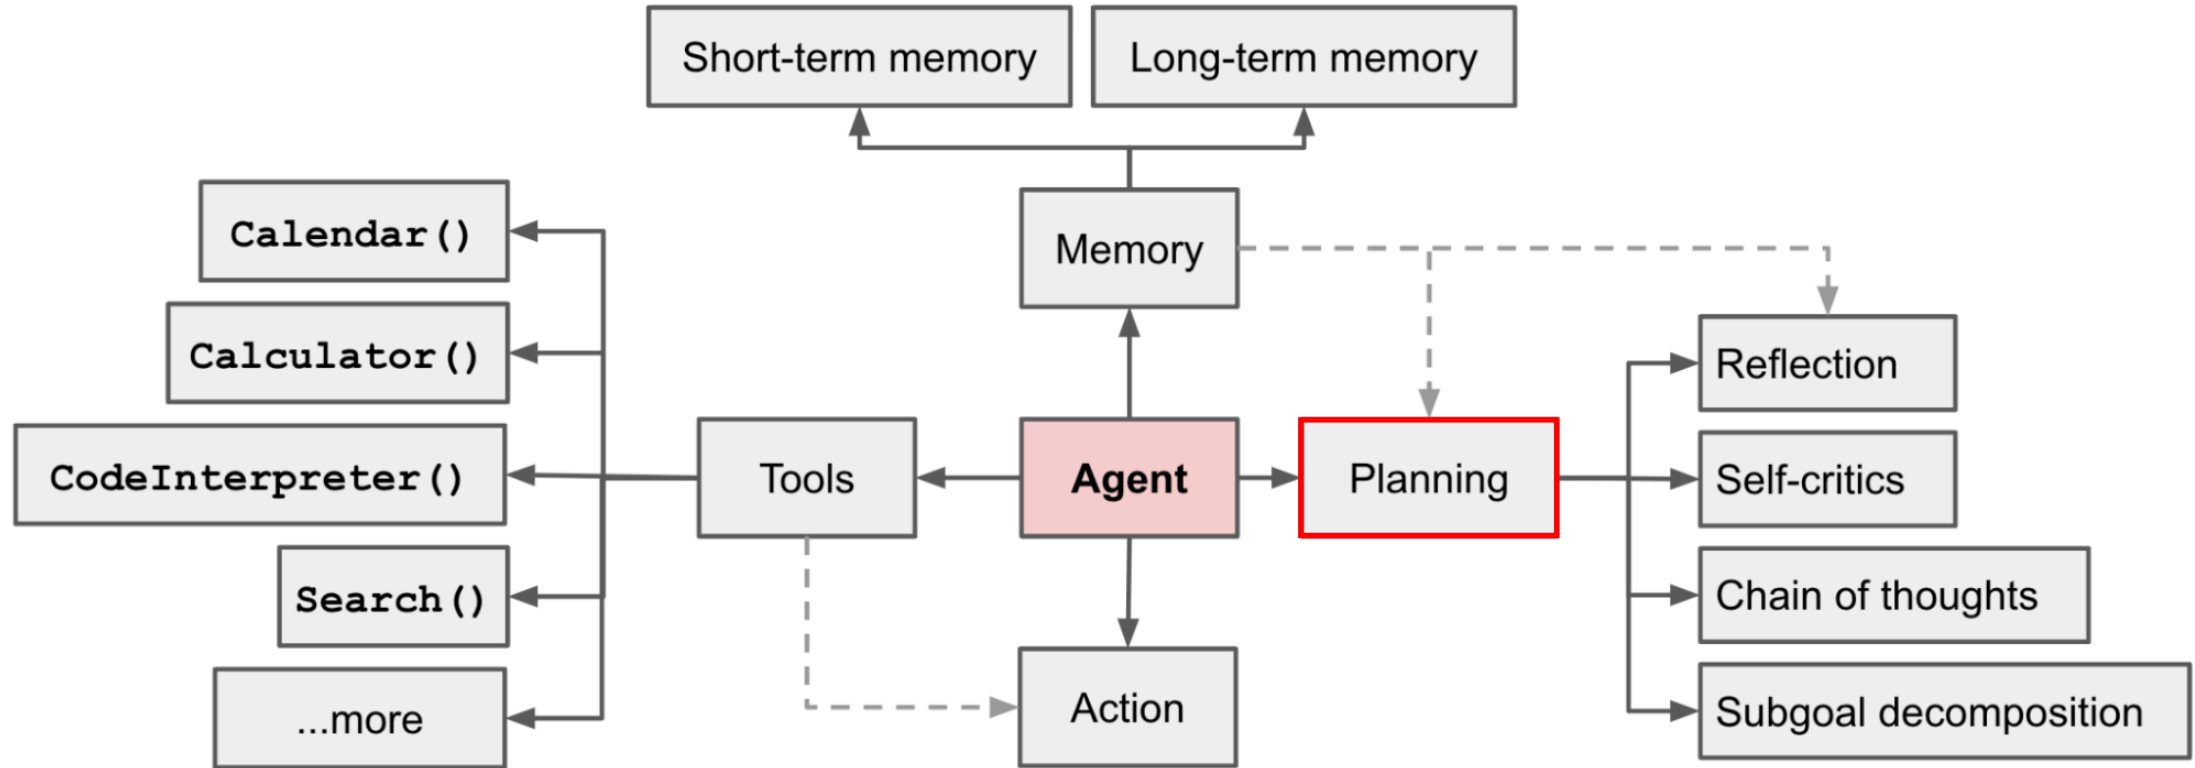 Short-term memory
Long-term memory
Calendar()
Memory
Calculator()
Reflection
CodeInterpreter()
Tools
Agent
Planning
Self-critics
Search()
Chain of thoughts
...more
Action
Subgoal decomposition